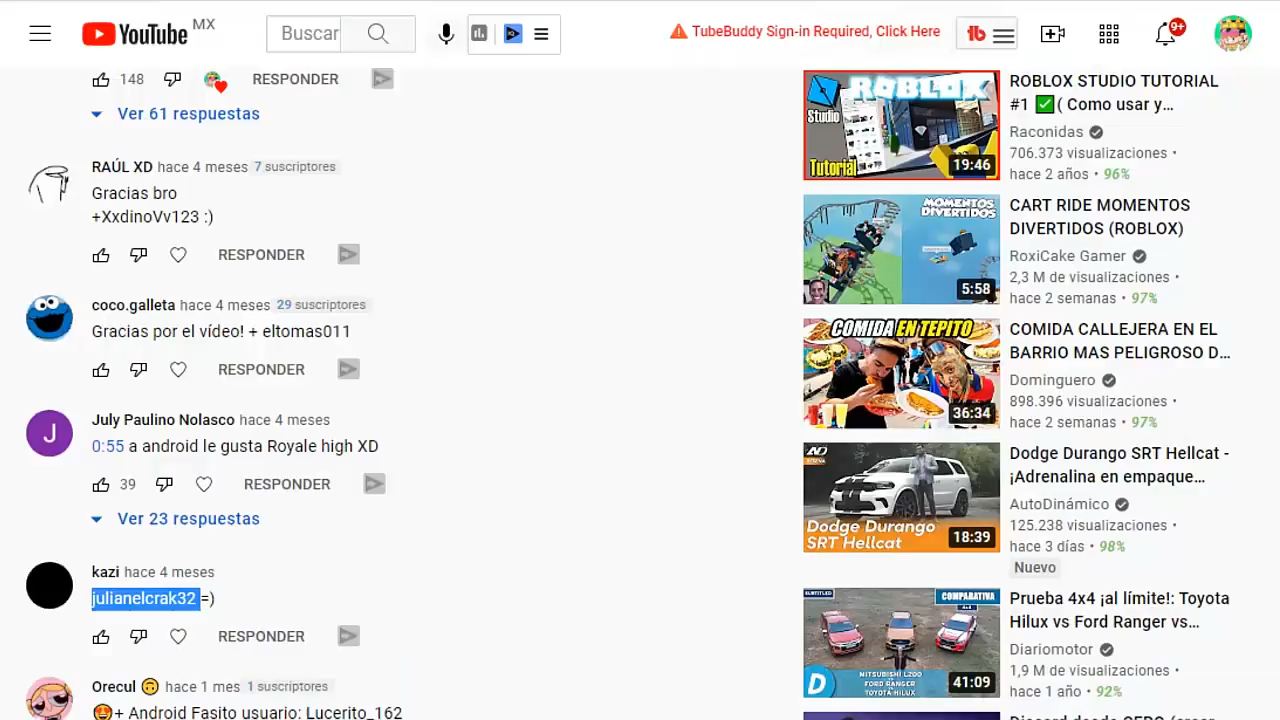 YouTube MX
Buscar
TubeBuddy Sign-in Required, Click Here
tb
9+
148
RESPONDER
Ver 61 respuestas
RAÚL XD hace 4 meses 7 suscriptores
Gracias bro
+XxdinoVv123 :)
RESPONDER
coco.galleta hace 4 meses 29 suscriptores
Gracias por el vídeo! + eltomas011
RESPONDER
J
July Paulino Nolasco hace 4 meses
0:55 a android le gusta Royale high XD
39 RESPONDER
Ver 23 respuestas
kazi hace 4 meses
julianelcrak32 =)
RESPONDER
Orecul 🙃 hace 1 mes 1 suscriptores
🤩+ Android Fasito usuario: Lucerito_162
ROBLOX
Studio
Tutorial
19:46
ROBLOX STUDIO TUTORIAL
#1 ✅( Como usar y…
Raconidas
706.373 visualizaciones •
hace 2 años • 96%
MOMENTOS
DIVERTIDOS
5:58
CART RIDE MOMENTOS
DIVERTIDOS (ROBLOX)
RoxiCake Gamer
2,3 M de visualizaciones •
hace 2 semanas • 97%
COMIDA EN TEPITO
36:34
COMIDA CALLEJERA EN EL
BARRIO MAS PELIGROSO D…
Dominguero
898.396 visualizaciones •
hace 2 semanas • 97%
Dodge Durango
SRT Hellcat
18:39
Dodge Durango SRT Hellcat -
¡Adrenalina en empaque…
AutoDinámico
125.238 visualizaciones •
hace 3 días • 98%
Nuevo
SUBTITLED
COMPARATIVA
4x4
MITSUBISHI L200
VS
FORD RANGER
VS
TOYOTA HILUX
D
41:09
Prueba 4x4 ¡al límite!: Toyota
Hilux vs Ford Ranger vs…
Diariomotor
1,9 M de visualizaciones •
hace 1 año • 92%